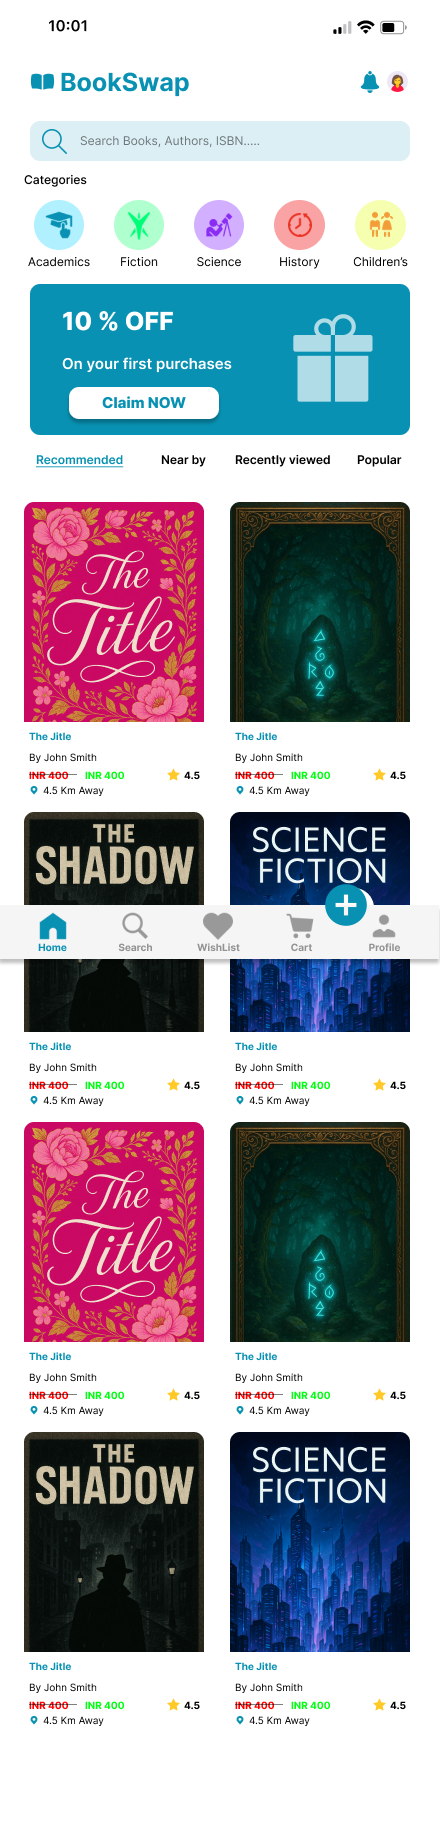 10:01
BookSwap
Search Books, Authors, ISBN.....
Categories
Academics Fiction Science History Children's
10 % OFF
On your first purchases
Claim NOW
Recommended Near by Recently viewed Popular
The
Title
The Jitle The Jitle
By John Smith By John Smith
INR 400 INR 400 4.5 INR 400 INR 400 4.5
4.5 Km Away 4.5 Km Away
THE
SHADOW
SCIENCE
FICTION
Home Search WishList Cart Profile
The Jitle The Jitle
By John Smith By John Smith
INR 400 INR 400 4.5 INR 400 INR 400 4.5
4.5 Km Away 4.5 Km Away
The
Title
The Jitle The Jitle
By John Smith By John Smith
INR 400 INR 400 4.5 INR 400 INR 400 4.5
4.5 Km Away 4.5 Km Away
THE
SHADOW
SCIENCE
FICTION
The Jitle The Jitle
By John Smith By John Smith
INR 400 INR 400 4.5 INR 400 INR 400 4.5
4.5 Km Away 4.5 Km Away